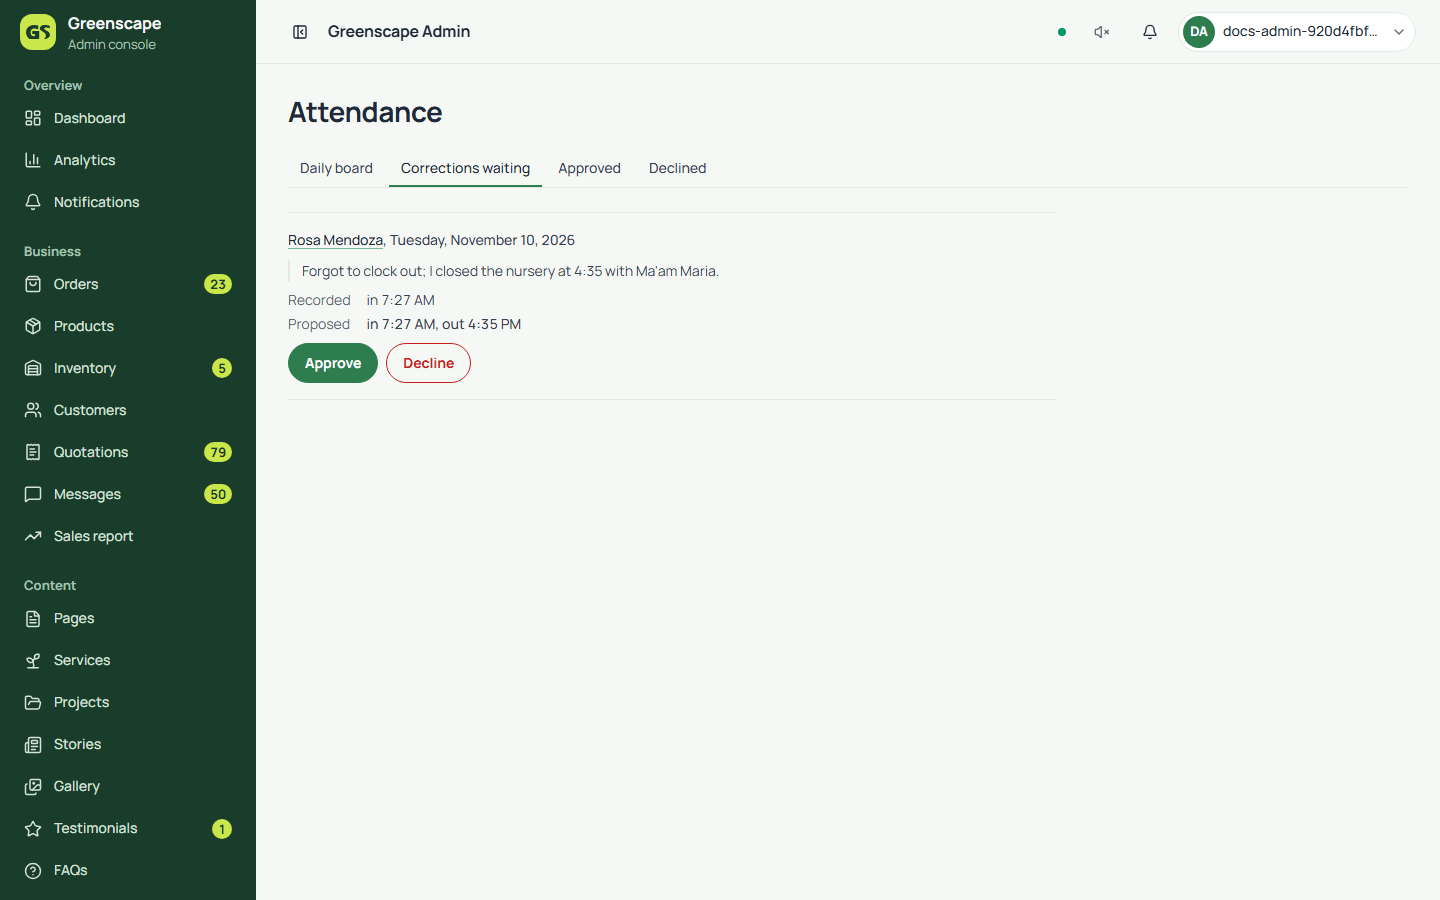 GS
Greenscape
Admin console
Overview
Dashboard
Analytics
Notifications
Business
Orders 23
Products
Inventory 5
Customers
Quotations 79
Messages 50
Sales report
Content
Pages
Services
Projects
Stories
Gallery
Testimonials 1
FAQs
Greenscape Admin
DA docs-admin-920d4fbf...
Attendance
Daily board Corrections waiting Approved Declined
Rosa Mendoza, Tuesday, November 10, 2026
Forgot to clock out; I closed the nursery at 4:35 with Ma'am Maria.
Recorded in 7:27 AM
Proposed in 7:27 AM, out 4:35 PM
Approve Decline